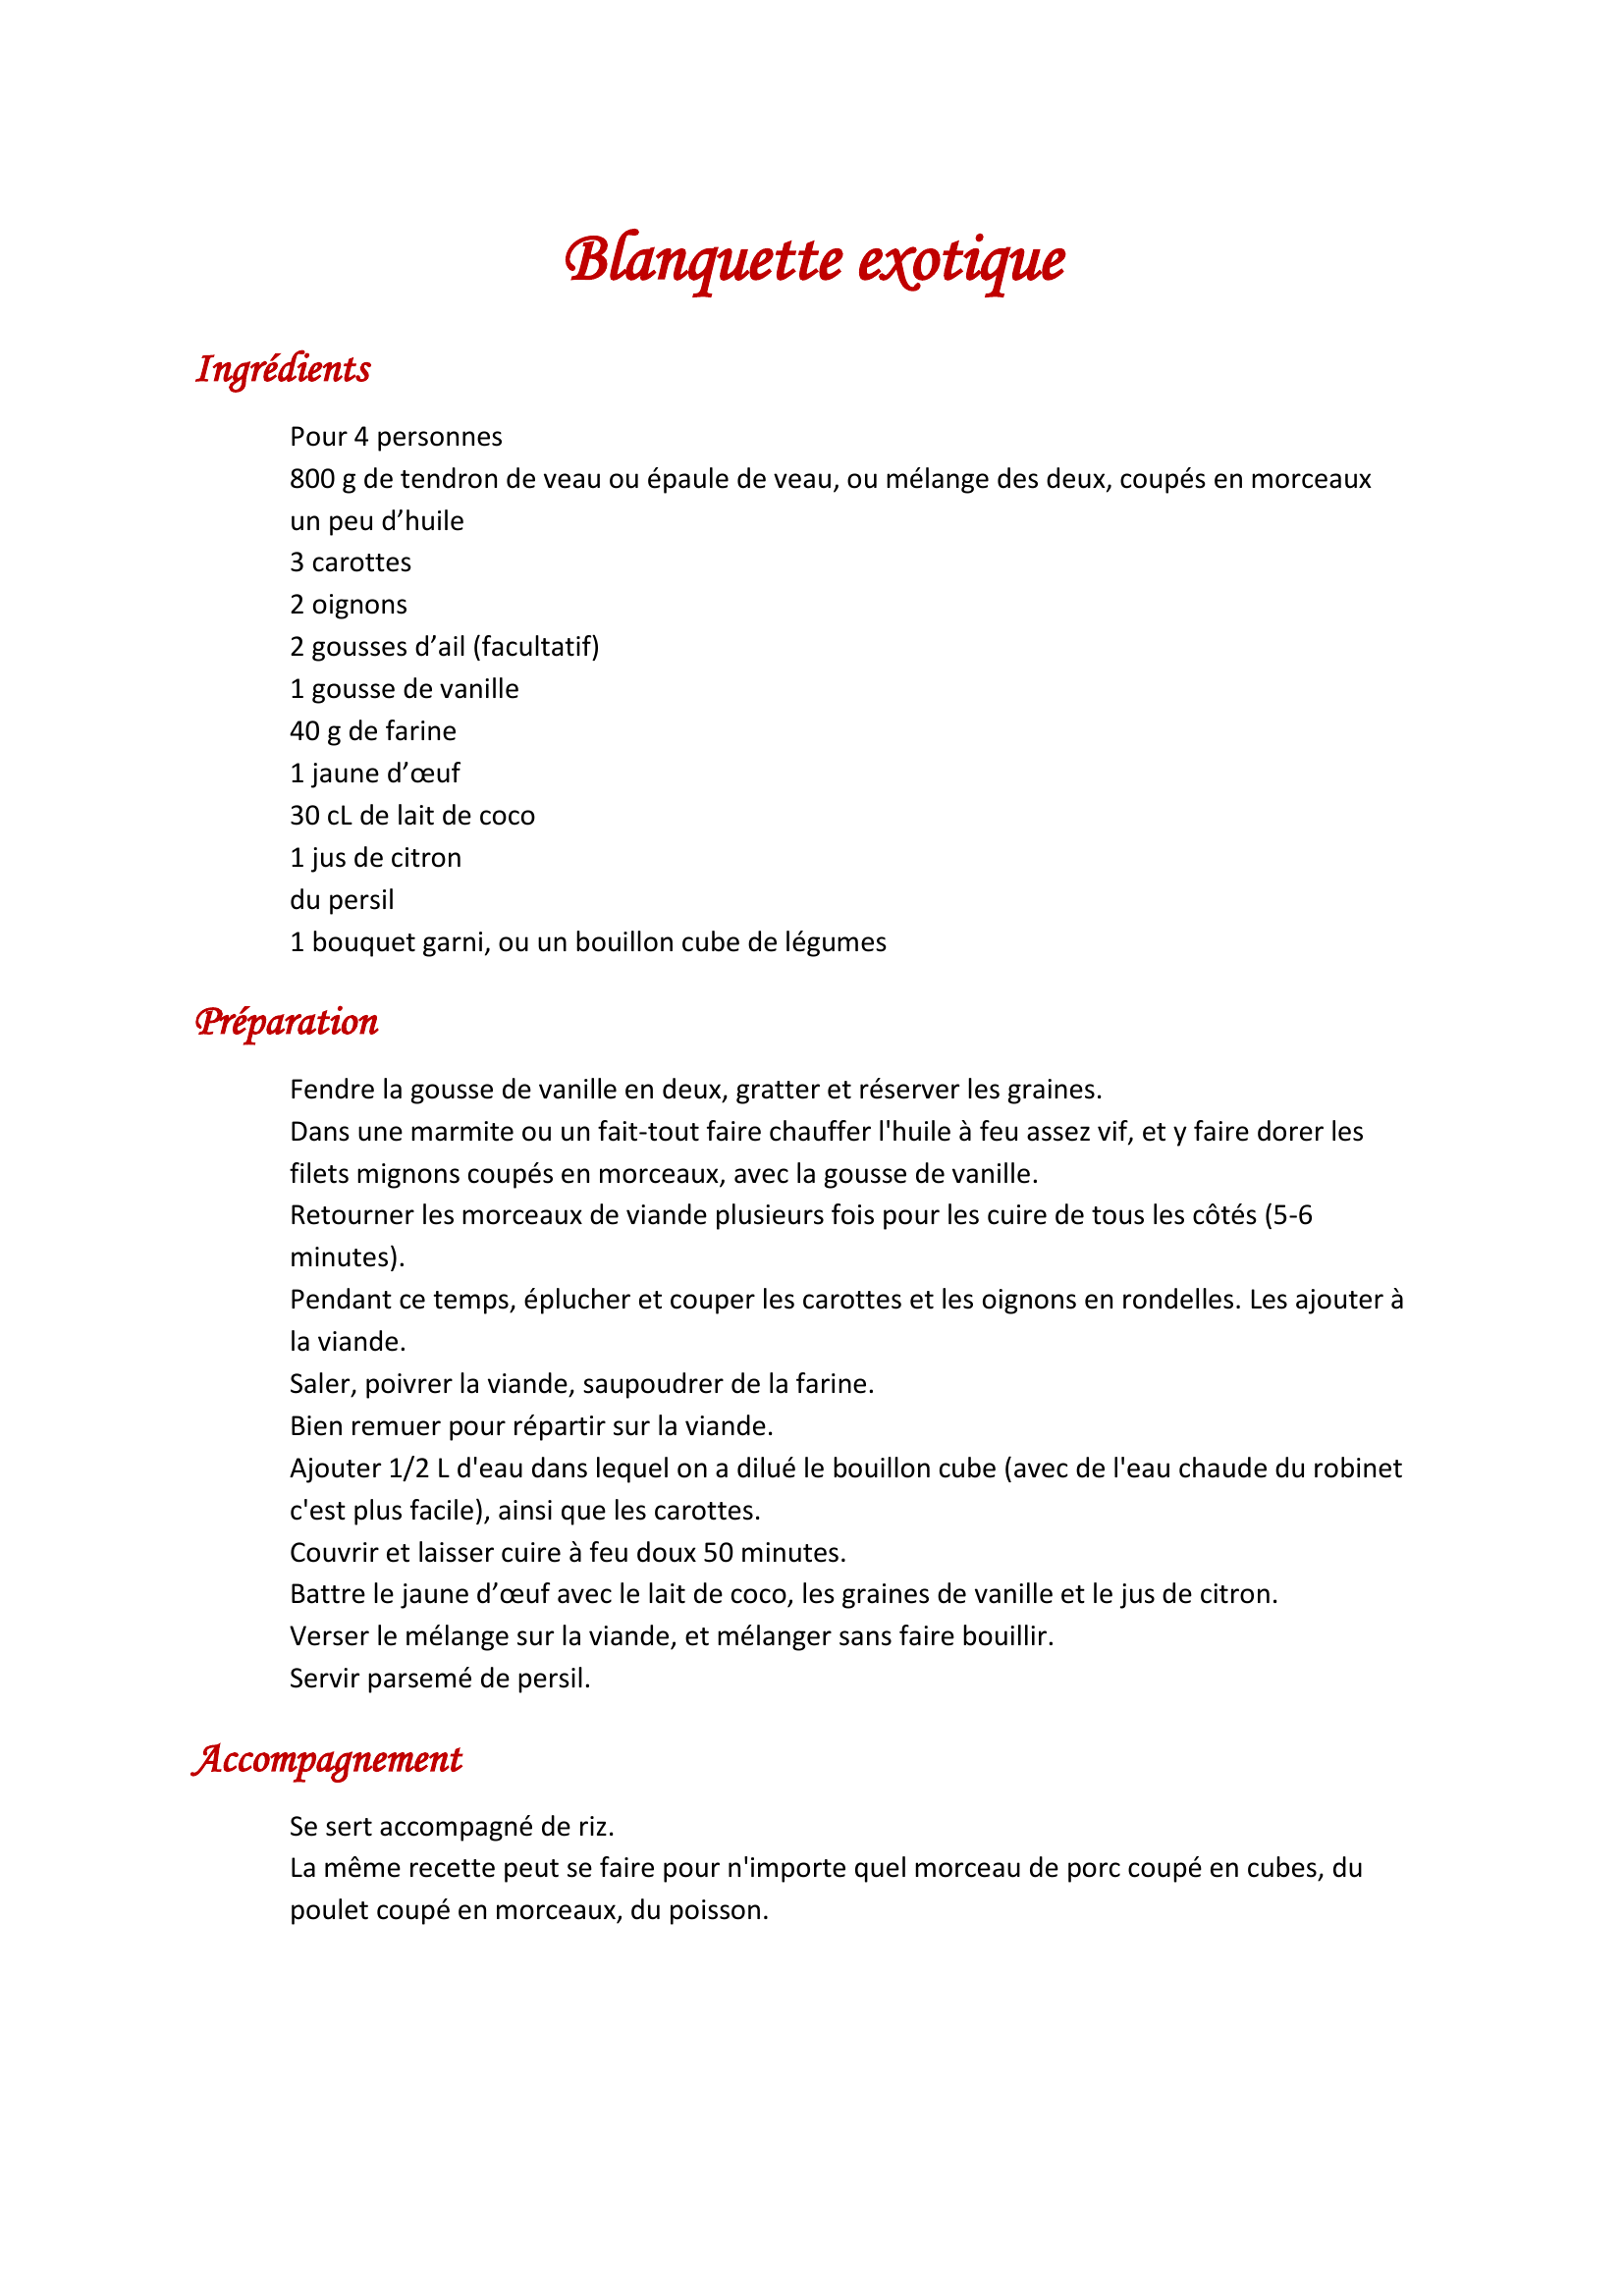 Blanquette exotique
Ingrédients
Pour 4 personnes
800 g de tendron de veau ou épaule de veau, ou mélange des deux, coupés en morceaux
un peu d’huile
3 carottes
2 oignons
2 gousses d’ail (facultatif)
1 gousse de vanille
40 g de farine
1 jaune d’œuf
30 cL de lait de coco
1 jus de citron
du persil
1 bouquet garni, ou un bouillon cube de légumes
Préparation
Fendre la gousse de vanille en deux, gratter et réserver les graines.
Dans une marmite ou un fait-tout faire chauffer l'huile à feu assez vif, et y faire dorer les
filets mignons coupés en morceaux, avec la gousse de vanille.
Retourner les morceaux de viande plusieurs fois pour les cuire de tous les côtés (5-6
minutes).
Pendant ce temps, éplucher et couper les carottes et les oignons en rondelles. Les ajouter à
la viande.
Saler, poivrer la viande, saupoudrer de la farine.
Bien remuer pour répartir sur la viande.
Ajouter 1/2 L d'eau dans lequel on a dilué le bouillon cube (avec de l'eau chaude du robinet
c'est plus facile), ainsi que les carottes.
Couvrir et laisser cuire à feu doux 50 minutes.
Battre le jaune d’œuf avec le lait de coco, les graines de vanille et le jus de citron.
Verser le mélange sur la viande, et mélanger sans faire bouillir.
Servir parsemé de persil.
Accompagnement
Se sert accompagné de riz.
La même recette peut se faire pour n'importe quel morceau de porc coupé en cubes, du
poulet coupé en morceaux, du poisson.